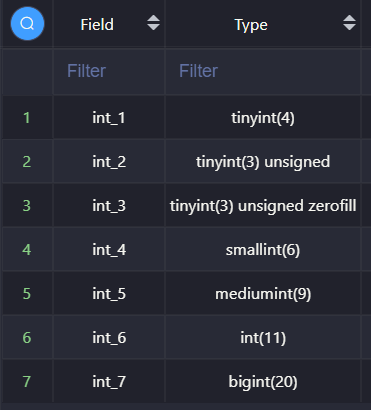 Field Type
Filter Filter
1 int_1 tinyint(4)
2 int_2 tinyint(3) unsigned
3 int_3 tinyint(3) unsigned zerofill
4 int_4 smallint(6)
5 int_5 mediumint(9)
6 int_6 int(11)
7 int_7 bigint(20)